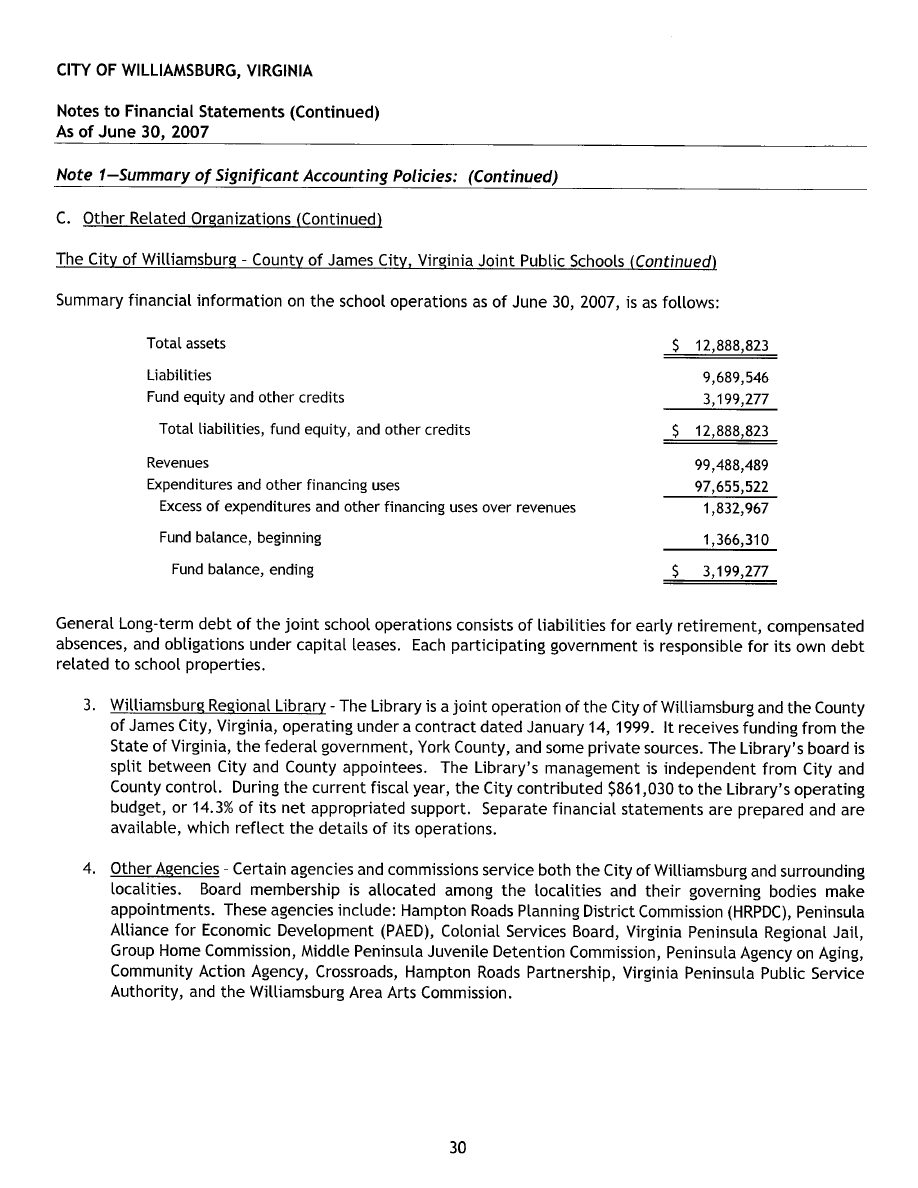 CITY OF WILLIAMSBURG, VIRGINIA
Notes to Financial Statements (Continued)
As of June 30, 2007
Note 1—Summary of Significant Accounting Policies: (Continued)
C. Other Related Organizations (Continued)
The City of Williamsburg - County of James City, Virginia Joint Public Schools (Continued)
Summary financial information on the school operations as of June 30, 2007, is as follows:
Total assets $ 12,888,823
Liabilities 9,689,546
Fund equity and other credits 3,199,277
Total liabilities, fund equity, and other credits $ 12,888,823
Revenues 99,488,489
Expenditures and other financing uses 97,655,522
Excess of expenditures and other financing uses over revenues 1,832,967
Fund balance, beginning 1,366,310
Fund balance, ending $ 3,199,277
General Long-term debt of the joint school operations consists of liabilities for early retirement, compensated
absences, and obligations under capital leases. Each participating government is responsible for its own debt
related to school properties.
3. Williamsburg Regional Library - The Library is a joint operation of the City of Williamsburg and the County
of James City, Virginia, operating under a contract dated January 14, 1999. It receives funding from the
State of Virginia, the federal government, York County, and some private sources. The Library's board is
split between City and County appointees. The Library's management is independent from City and
County control. During the current fiscal year, the City contributed $861,030 to the Library's operating
budget, or 14.3% of its net appropriated support. Separate financial statements are prepared and are
available, which reflect the details of its operations.
4. Other Agencies - Certain agencies and commissions service both the City of Williamsburg and surrounding
localities. Board membership is allocated among the localities and their governing bodies make
appointments. These agencies include: Hampton Roads Planning District Commission (HRPDC), Peninsula
Alliance for Economic Development (PAED), Colonial Services Board, Virginia Peninsula Regional Jail,
Group Home Commission, Middle Peninsula Juvenile Detention Commission, Peninsula Agency on Aging,
Community Action Agency, Crossroads, Hampton Roads Partnership, Virginia Peninsula Public Service
Authority, and the Williamsburg Area Arts Commission.
30